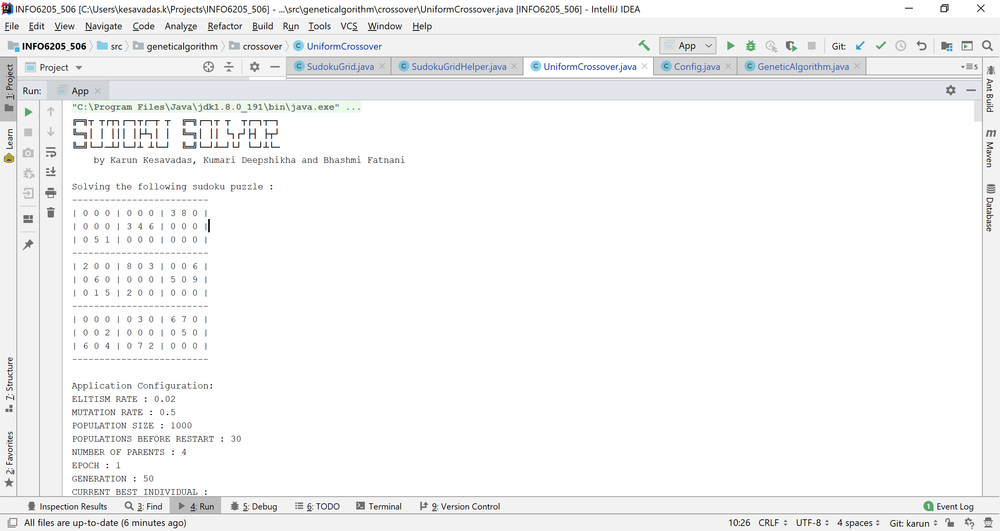 INFO6205_506 [C:\Users\kesavadas.k\Projects\INFO6205_506] - ...\src\geneticalgorithm\crossover\UniformCrossover.java [INFO6205_506] - IntelliJ IDEA
File Edit View Navigate Code Analyze Refactor Build Run Tools VCS Window Help
INFO6205_506 src geneticalgorithm crossover UniformCrossover App Git:
Project SudokuGrid.java SudokuGridHelper.java UniformCrossover.java Config.java GeneticAlgorithm.java 5
Run: App
1: Project
Learn
7: Structure
2: Favorites
"C:\Program Files\Java\jdk1.8.0_191\bin\java.exe" ...
by Karun Kesavadas, Kumari Deepshikha and Bhashmi Fatnani
Solving the following sudoku puzzle :
-------------------------
| 0 0 0 | 0 0 0 | 3 8 0 |
| 0 0 0 | 3 4 6 | 0 0 0 |
| 0 5 1 | 0 0 0 | 0 0 0 |
-------------------------
| 2 0 0 | 8 0 3 | 0 0 6 |
| 0 6 0 | 0 0 0 | 5 0 9 |
| 0 1 5 | 2 0 0 | 0 0 0 |
-------------------------
| 0 0 0 | 0 3 0 | 6 7 0 |
| 0 0 2 | 0 0 0 | 0 5 0 |
| 6 0 4 | 0 7 2 | 0 0 0 |
-------------------------
Application Configuration:
ELITISM RATE : 0.02
MUTATION RATE : 0.5
POPULATION SIZE : 1000
POPULATIONS BEFORE RESTART : 30
NUMBER OF PARENTS : 4
EPOCH : 1
GENERATION : 50
CURRENT BEST INDIVIDUAL :
Ant Build
Maven
Database
Inspection Results 3: Find 4: Run 5: Debug 6: TODO Terminal 9: Version Control 1 Event Log
All files are up-to-date (6 minutes ago) 10:26 CRLF UTF-8 4 spaces Git: karun